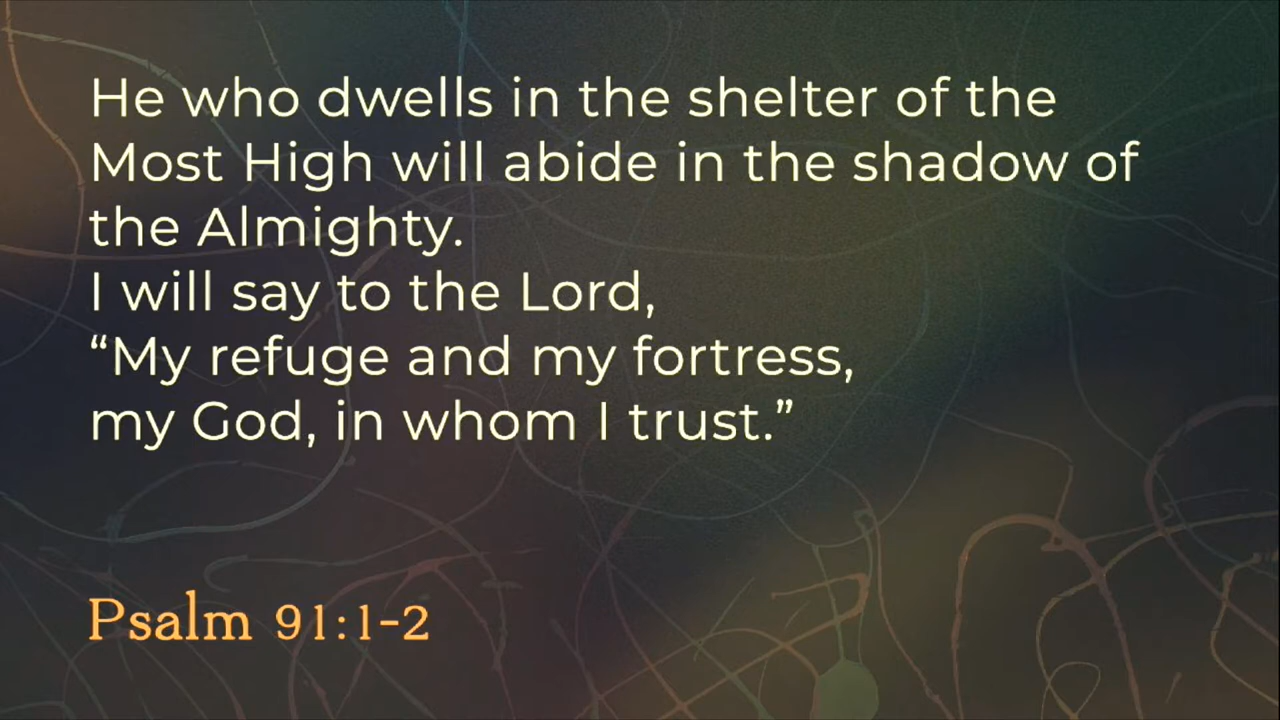 He who dwells in the shelter of the
Most High will abide in the shadow of
the Almighty.
I will say to the Lord,
“My refuge and my fortress,
my God, in whom I trust.”
Psalm 91:1-2